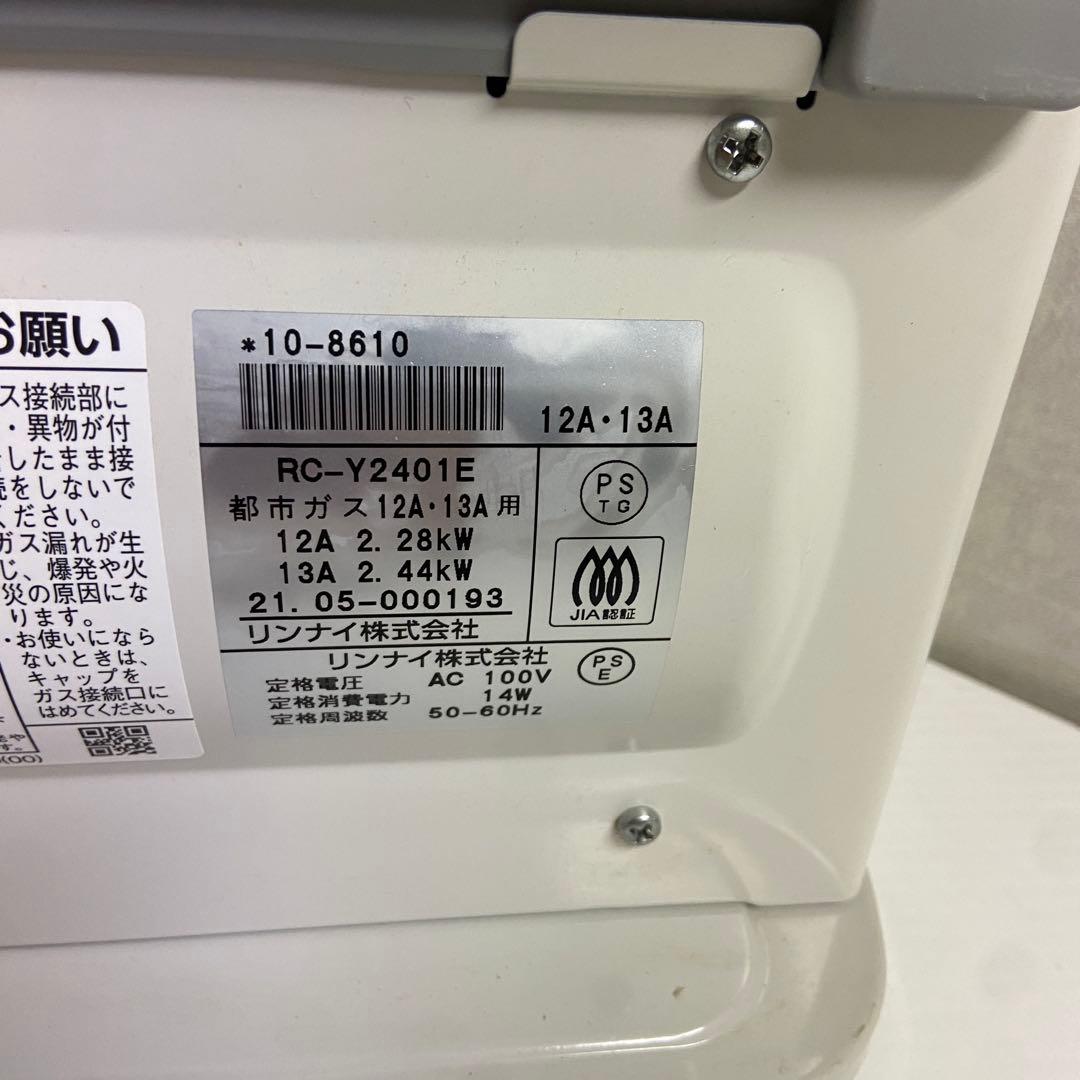 お願い
ス接続部に
・異物が付
したまま接
続をしないで
ください。
ガス漏れが生
じ、爆発や火
災の原因にな
ります。
・お使いになら
ないときは、
キャップを
ガス接続口に
はめてください。
す。
(00)
*10-8610
12A・13A
RC-Y2401E
都市ガス12A・13A用
12A 2.28kW
13A 2.44kW
21.05-000193
リンナイ株式会社
PS
TG
JIA認証
リンナイ株式会社
定格電圧 AC 100V
定格消費電力 14W
定格周波数 50-60Hz
PS
E